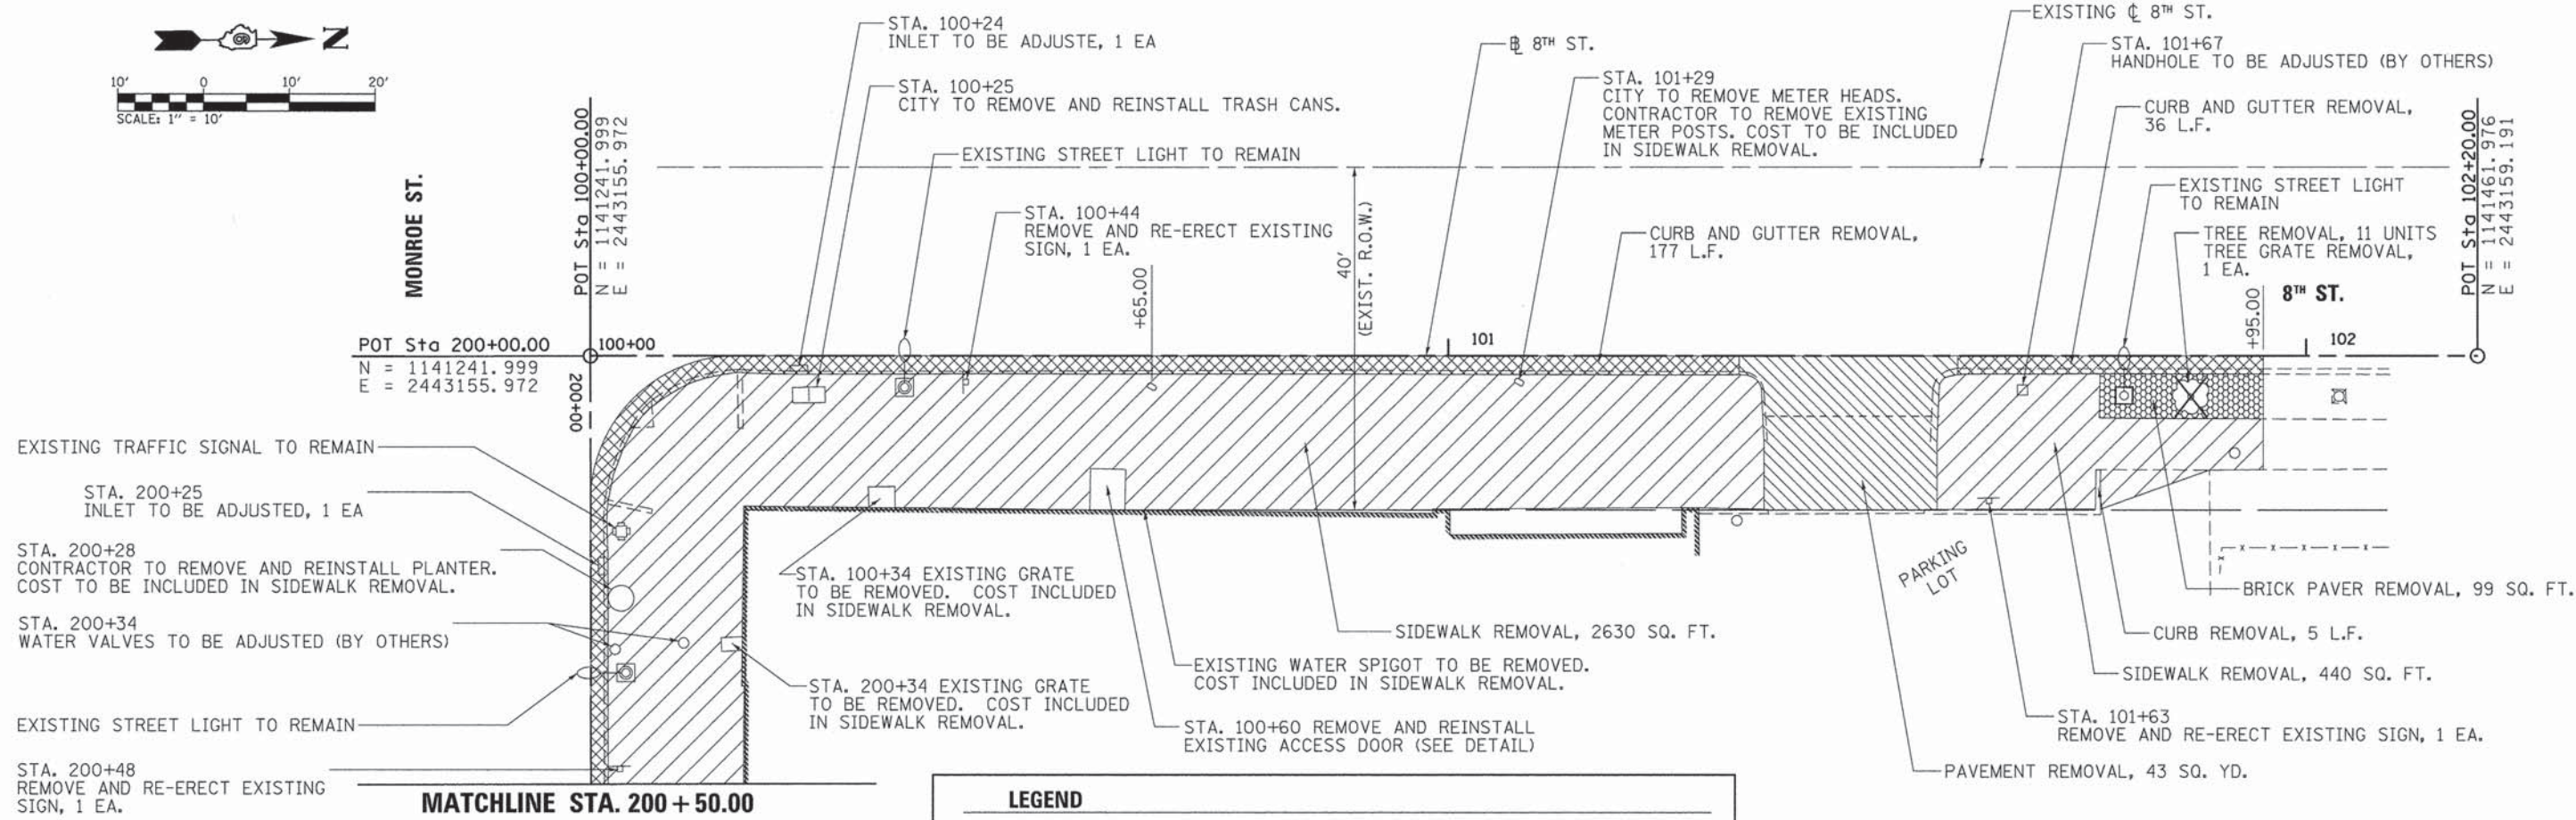 N
10' 0 10' 20'
SCALE: 1" = 10'
MONROE ST.
POT Sta 100+00.00
N = 1141241.999
E = 2443155.972
STA. 100+24
INLET TO BE ADJUSTE, 1 EA
STA. 100+25
CITY TO REMOVE AND REINSTALL TRASH CANS.
EXISTING STREET LIGHT TO REMAIN
STA. 100+44
REMOVE AND RE-ERECT EXISTING
SIGN, 1 EA.
+65.00
40'
(EXIST. R.O.W.)
8TH ST.
STA. 101+29
CITY TO REMOVE METER HEADS.
CONTRACTOR TO REMOVE EXISTING
METER POSTS. COST TO BE INCLUDED
IN SIDEWALK REMOVAL.
CURB AND GUTTER REMOVAL,
177 L.F.
EXISTING ℄ 8TH ST.
STA. 101+67
HANDHOLE TO BE ADJUSTED (BY OTHERS)
CURB AND GUTTER REMOVAL,
36 L.F.
EXISTING STREET LIGHT
TO REMAIN
TREE REMOVAL, 11 UNITS
TREE GRATE REMOVAL,
1 EA.
+95.00
8TH ST.
POT Sta 102+20.00
N = 1141461.976
E = 2443159.191
POT Sta 200+00.00
N = 1141241.999
E = 2443155.972
100+00
200+00
101
102
EXISTING TRAFFIC SIGNAL TO REMAIN
STA. 200+25
INLET TO BE ADJUSTED, 1 EA
STA. 200+28
CONTRACTOR TO REMOVE AND REINSTALL PLANTER.
COST TO BE INCLUDED IN SIDEWALK REMOVAL.
STA. 200+34
WATER VALVES TO BE ADJUSTED (BY OTHERS)
EXISTING STREET LIGHT TO REMAIN
STA. 200+48
REMOVE AND RE-ERECT EXISTING
SIGN, 1 EA.
MATCHLINE STA. 200+50.00
STA. 100+34 EXISTING GRATE
TO BE REMOVED. COST INCLUDED
IN SIDEWALK REMOVAL.
STA. 200+34 EXISTING GRATE
TO BE REMOVED. COST INCLUDED
IN SIDEWALK REMOVAL.
SIDEWALK REMOVAL, 2630 SQ. FT.
EXISTING WATER SPIGOT TO BE REMOVED.
COST INCLUDED IN SIDEWALK REMOVAL.
STA. 100+60 REMOVE AND REINSTALL
EXISTING ACCESS DOOR (SEE DETAIL)
PARKING
LOT
BRICK PAVER REMOVAL, 99 SQ. FT.
CURB REMOVAL, 5 L.F.
SIDEWALK REMOVAL, 440 SQ. FT.
STA. 101+63
REMOVE AND RE-ERECT EXISTING SIGN, 1 EA.
PAVEMENT REMOVAL, 43 SQ. YD.
LEGEND